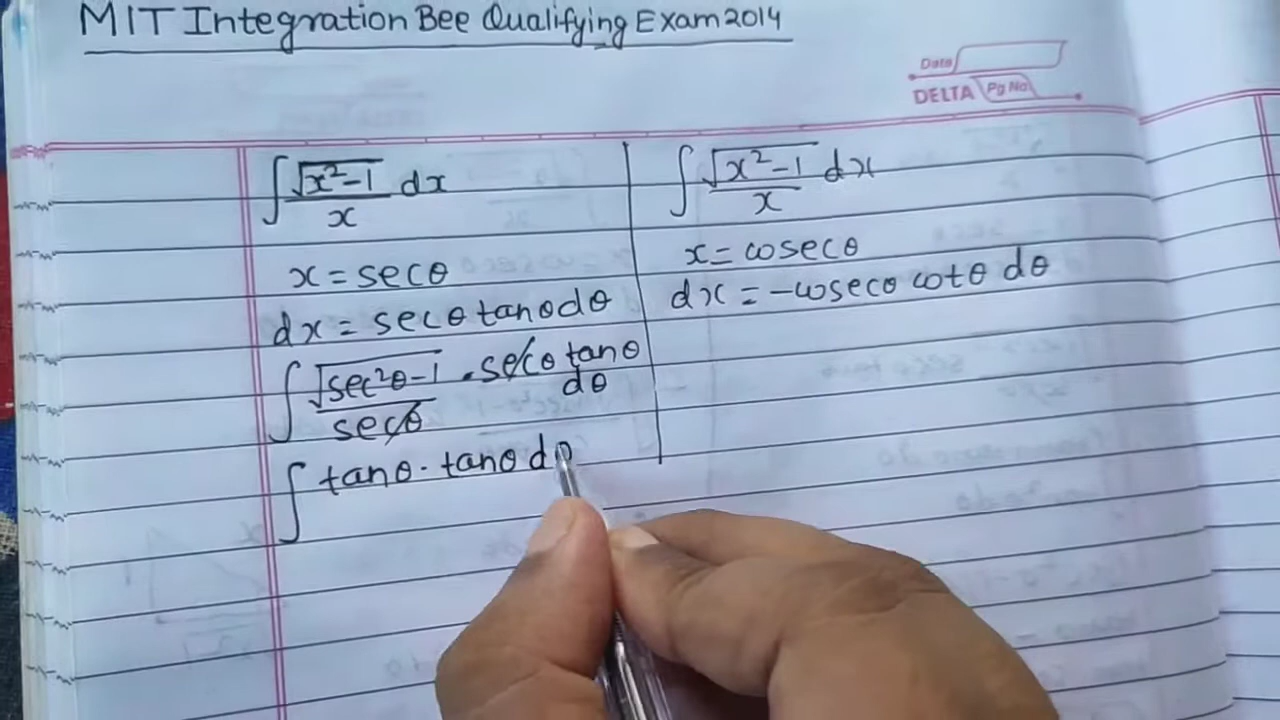 MIT Integration Bee Qualifying Exam 2014
Date
DELTA Pg No
∫ √(x²-1)/x dx
x = secθ
dx = secθ tanθ dθ
∫ √(sec²θ-1)/secθ . secθ tanθ dθ
∫ tanθ · tanθ dθ
∫ √(x²-1)/x dx
x = cosecθ
dx = -cosecθ cotθ dθ